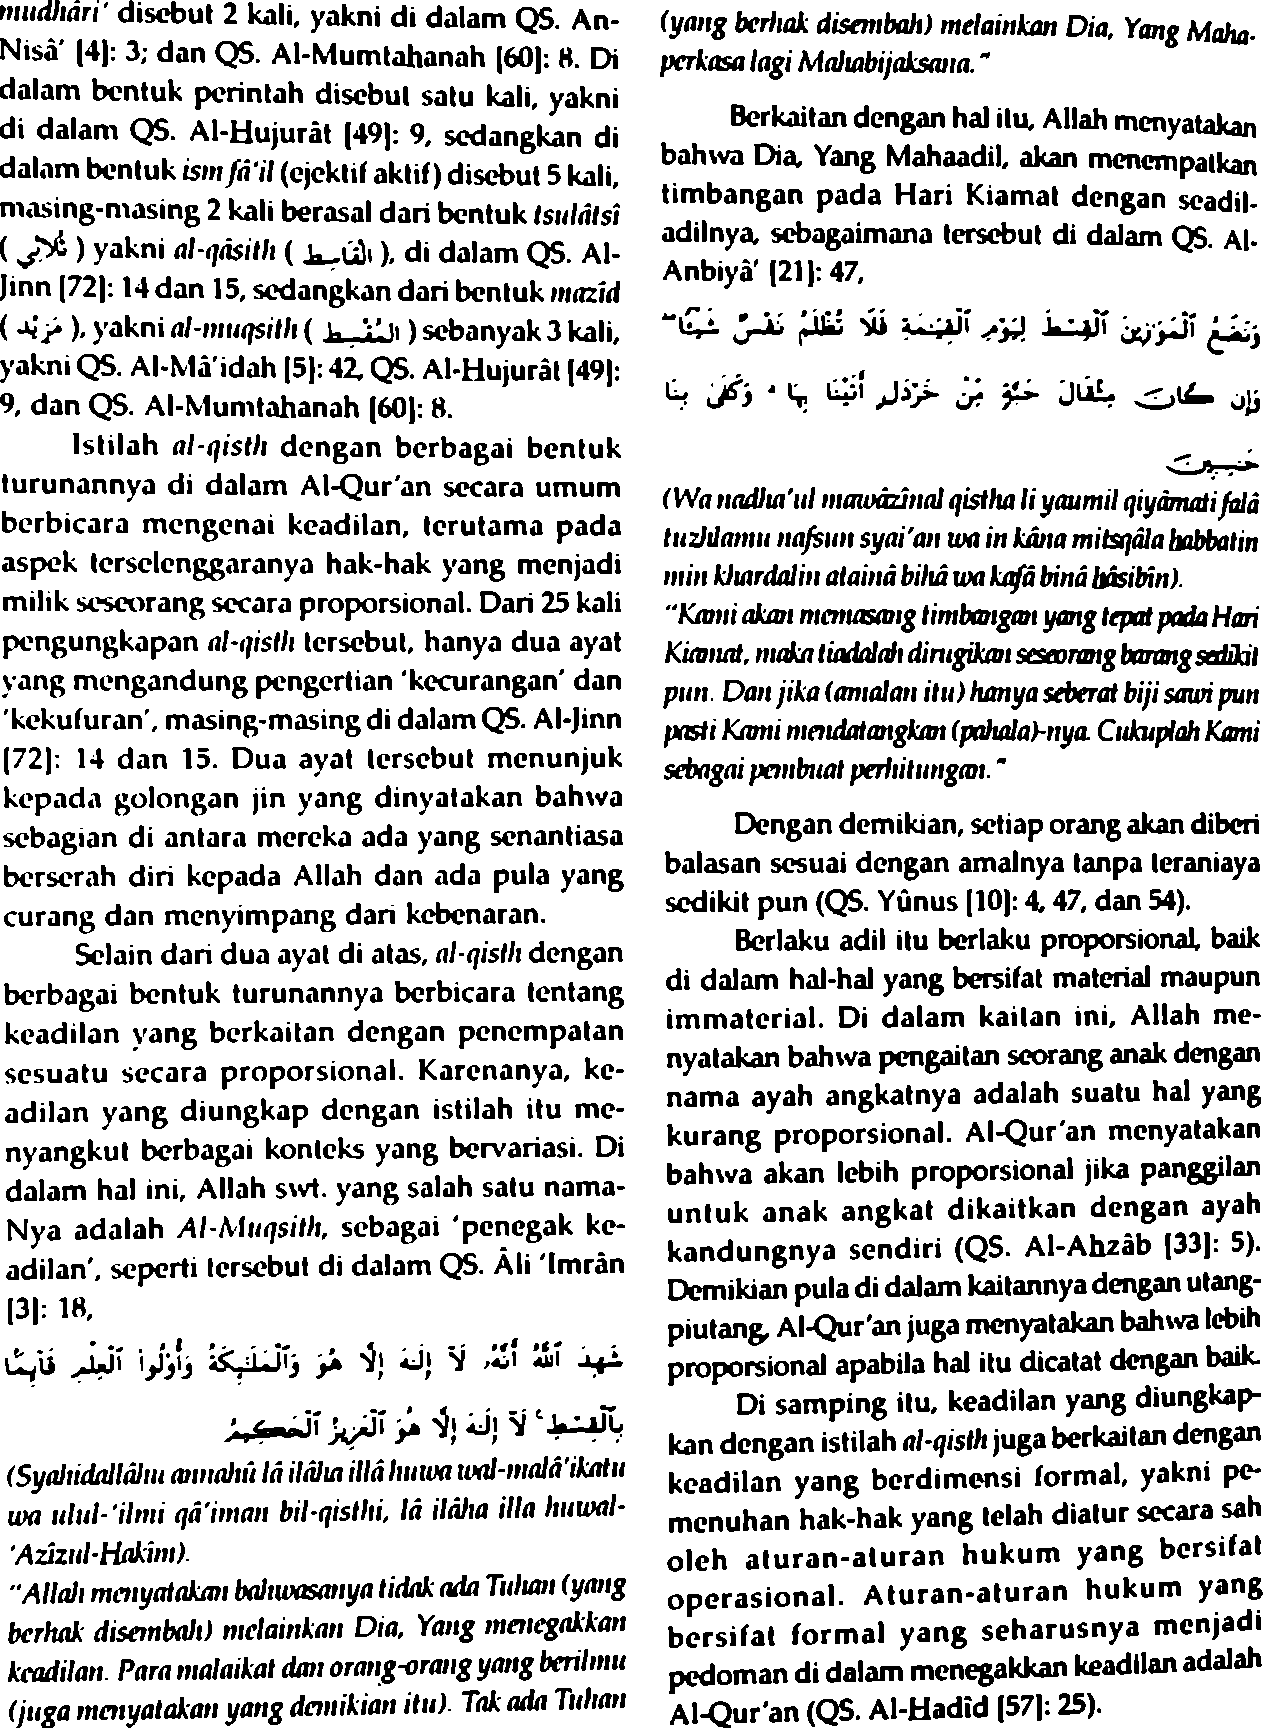 mudhâri' disebut 2 kali, yakni di dalam QS. An-
Nisâ' [4]: 3; dan QS. Al-Mumtahanah [60]: 8. Di
dalam bentuk perintah disebut satu kali, yakni
di dalam QS. Al-Hujurât [49]: 9, sedangkan di
dalam bentuk ism fâ'il (ejektif aktif) disebut 5 kali,
masing-masing 2 kali berasal dari bentuk tsulâtsî
( ثُلَاثِي ) yakni al-qâsith ( القَاسِط ), di dalam QS. Al-
Jinn [72]: 14 dan 15, sedangkan dari bentuk mazîd
( مَزِيْد ), yakni al-muqsith ( المُقْسِط ) sebanyak 3 kali,
yakni QS. Al-Mâ'idah [5]: 42, QS. Al-Hujurât [49]:
9, dan QS. Al-Mumtahanah [60]: 8.
Istilah al-qisth dengan berbagai bentuk
turunannya di dalam Al-Qur'an secara umum
berbicara mengenai keadilan, terutama pada
aspek terselenggaranya hak-hak yang menjadi
milik seseorang secara proporsional. Dari 25 kali
pengungkapan al-qisth tersebut, hanya dua ayat
yang mengandung pengertian 'kecurangan' dan
'kekufuran', masing-masing di dalam QS. Al-Jinn
[72]: 14 dan 15. Dua ayat tersebut menunjuk
kepada golongan jin yang dinyatakan bahwa
sebagian di antara mereka ada yang senantiasa
berserah diri kepada Allah dan ada pula yang
curang dan menyimpang dari kebenaran.
Selain dari dua ayat di atas, al-qisth dengan
berbagai bentuk turunannya berbicara tentang
keadilan yang berkaitan dengan penempatan
sesuatu secara proporsional. Karenanya, ke-
adilan yang diungkap dengan istilah itu me-
nyangkut berbagai konteks yang bervariasi. Di
dalam hal ini, Allah swt. yang salah satu nama-
Nya adalah Al-Muqsith, sebagai 'penegak ke-
adilan', seperti tersebut di dalam QS. Âli 'Imrân
[3]: 18,
شَهِدَ ٱللَّهُ أَنَّهُۥ لَآ إِلَـٰهَ إِلَّا هُوَ وَٱلْمَلَـٰٓئِكَةُ وَأُو۟لُوا۟ ٱلْعِلْمِ قَآئِمًۢا
بِٱلْقِسْطِ ۚ لَآ إِلَـٰهَ إِلَّا هُوَ ٱلْعَزِيزُ ٱلْحَكِيمُ
(Syahidallâhu annahû lâ ilâha illâ huwa wal-malâ'ikatu
wa ulul-'ilmi qâ'iman bil-qisthi, lâ ilâha illa huwal-
'Azîzul-Hakîm).
"Allah menyatakan bahwasanya tidak ada Tuhan (yang
berhak disembah) melainkan Dia, Yang menegakkan
keadilan. Para malaikat dan orang-orang yang berilmu
(juga menyatakan yang demikian itu). Tak ada Tuhan
(yang berhak disembah) melainkan Dia, Yang Maha-
perkasa lagi Mahabijaksana."
Berkaitan dengan hal itu, Allah menyatakan
bahwa Dia, Yang Mahaadil, akan menempatkan
timbangan pada Hari Kiamat dengan seadil-
adilnya, sebagaimana tersebut di dalam QS. Al-
Anbiyâ' [21]: 47,
وَنَضَعُ ٱلْمَوَٰزِينَ ٱلْقِسْطَ لِيَوْمِ ٱلْقِيَـٰمَةِ فَلَا تُظْلَمُ نَفْسٌ شَيْـًٔا ۖ
وَإِن كَانَ مِثْقَالَ حَبَّةٍ مِّنْ خَرْدَلٍ أَتَيْنَا بِهَا ۗ وَكَفَىٰ بِنَا
حَـٰسِبِينَ
(Wa nadha'ul mawâzînal qistha li yaumil qiyâmati falâ
tuzhlamu nafsun syai'an wa in kâna mitsqâla habbatin
min khardalin atainâ bihâ wa kafâ binâ hâsibîn).
"Kami akan memasang timbangan yang tepat pada Hari
Kiamat, maka tiadalah dirugikan seseorang barang sedikit
pun. Dan jika (amalan itu) hanya seberat biji sawi pun
pasti Kami mendatangkan (pahala)-nya. Cukuplah Kami
sebagai pembuat perhitungan."
Dengan demikian, setiap orang akan diberi
balasan sesuai dengan amalnya tanpa teraniaya
sedikit pun (QS. Yûnus [10]: 4, 47, dan 54).
Berlaku adil itu berlaku proporsional, baik
di dalam hal-hal yang bersifat material maupun
immaterial. Di dalam kaitan ini, Allah me-
nyatakan bahwa pengaitan seorang anak dengan
nama ayah angkatnya adalah suatu hal yang
kurang proporsional. Al-Qur'an menyatakan
bahwa akan lebih proporsional jika panggilan
untuk anak angkat dikaitkan dengan ayah
kandungnya sendiri (QS. Al-Ahzâb [33]: 5).
Demikian pula di dalam kaitannya dengan utang-
piutang, Al-Qur'an juga menyatakan bahwa lebih
proporsional apabila hal itu dicatat dengan baik.
Di samping itu, keadilan yang diungkap-
kan dengan istilah al-qisth juga berkaitan dengan
keadilan yang berdimensi formal, yakni pe-
menuhan hak-hak yang telah diatur secara sah
oleh aturan-aturan hukum yang bersifat
operasional. Aturan-aturan hukum yang
bersifat formal yang seharusnya menjadi
pedoman di dalam menegakkan keadilan adalah
Al-Qur'an (QS. Al-Hadîd [57]: 25).